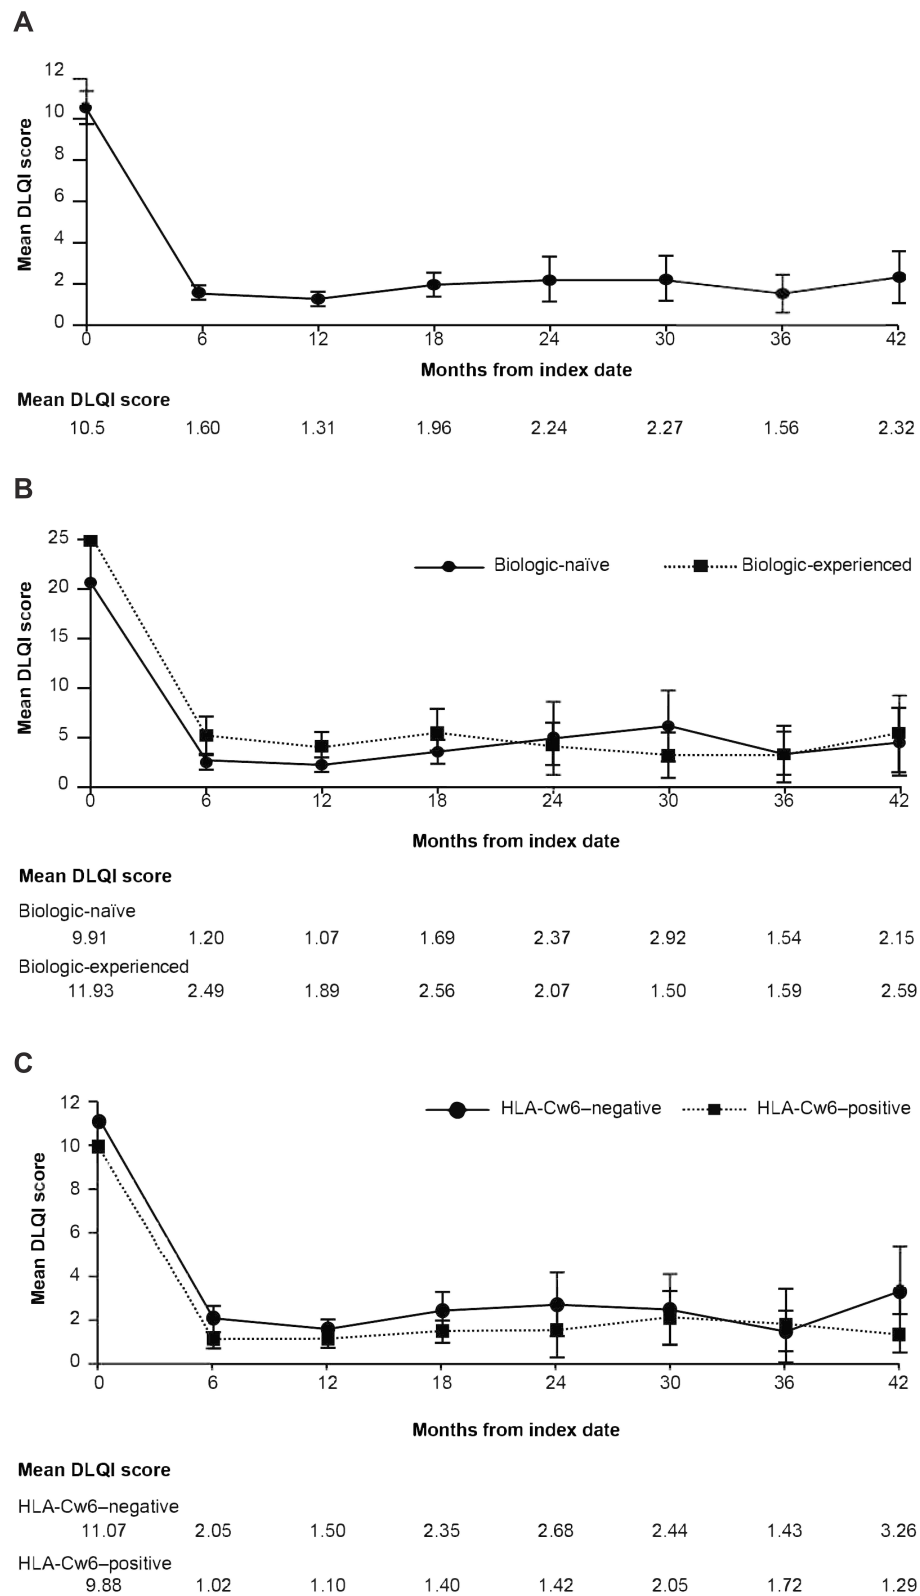 A
Mean DLQI score
12
10
8
6
4
2
0
0 6 12 18 24 30 36 42
Months from index date
Mean DLQI score
10.5 1.60 1.31 1.96 2.24 2.27 1.56 2.32
B
Mean DLQI score
25
20
15
10
5
0
Biologic-naïve Biologic-experienced
0 6 12 18 24 30 36 42
Months from index date
Mean DLQI score
Biologic-naïve
9.91 1.20 1.07 1.69 2.37 2.92 1.54 2.15
Biologic-experienced
11.93 2.49 1.89 2.56 2.07 1.50 1.59 2.59
C
Mean DLQI score
12
10
8
6
4
2
0
HLA-Cw6–negative HLA-Cw6–positive
0 6 12 18 24 30 36 42
Months from index date
Mean DLQI score
HLA-Cw6–negative
11.07 2.05 1.50 2.35 2.68 2.44 1.43 3.26
HLA-Cw6–positive
9.88 1.02 1.10 1.40 1.42 2.05 1.72 1.29